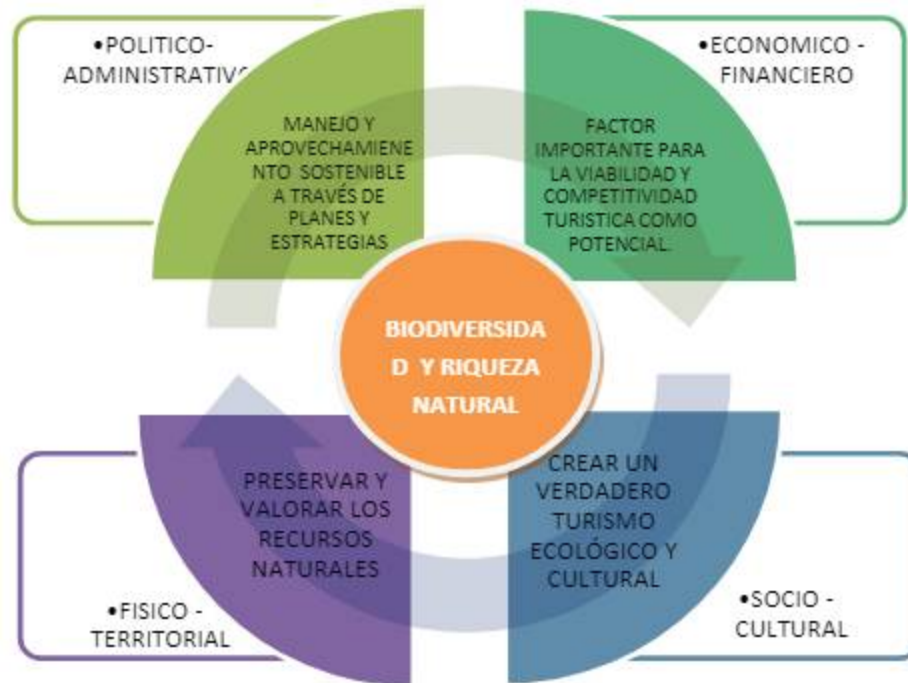 •POLITICO-
ADMINISTRATIVO
MANEJO Y
APROVECHAMIENE
NTO SOSTENIBLE
A TRAVÉS DE
PLANES Y
ESTRATEGIAS
•ECONOMICO -
FINANCIERO
FACTOR
IMPORTANTE PARA
LA VIABILIDAD Y
COMPETITIVIDAD
TURISTICA COMO
POTENCIAL.
BIODIVERSIDA
D Y RIQUEZA
NATURAL
PRESERVAR Y
VALORAR LOS
RECURSOS
NATURALES
•FISICO -
TERRITORIAL
CREAR UN
VERDADERO
TURISMO
ECOLÓGICO Y
CULTURAL
•SOCIO -
CULTURAL